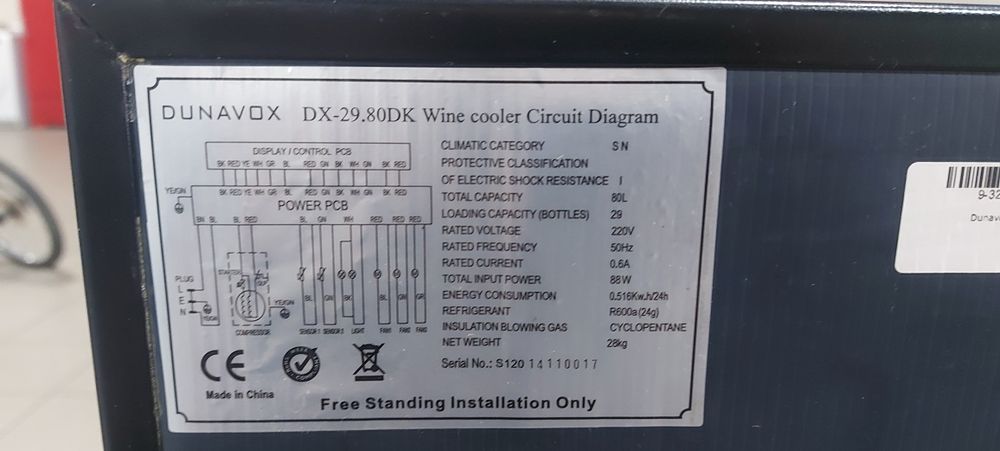 DUNAVOX DX-29.80DK Wine cooler Circuit Diagram
DISPLAY / CONTROL PCB
BK RED YE WH GR BL RED GN BK WH GN BK RED
BK RED YE WH GR BL RED GN BK WH GN BK RED
YE/GN
POWER PCB
BN BL BL RED BL GN WH RED RED RED
STARTER
PLUG
L
E
N
YE/GN
YE/GN
BL GN BK BL GN GR
COMPRESSOR
SENSOR 1 SENSOR 2 LIGHT FAN1 FAN2 FAN3
CLIMATIC CATEGORY S N
PROTECTIVE CLASSIFICATION
OF ELECTRIC SHOCK RESISTANCE I
TOTAL CAPACITY 80L
LOADING CAPACITY (BOTTLES) 29
RATED VOLTAGE 220V
RATED FREQUENCY 50Hz
RATED CURRENT 0.6A
TOTAL INPUT POWER 88W
ENERGY CONSUMPTION 0.516Kw.h/24h
REFRIGERANT R600a(24g)
INSULATION BLOWING GAS CYCLOPENTANE
NET WEIGHT 28kg
Serial No.: S120 14110017
CE
Made in China
Free Standing Installation Only
9-32
Dunav